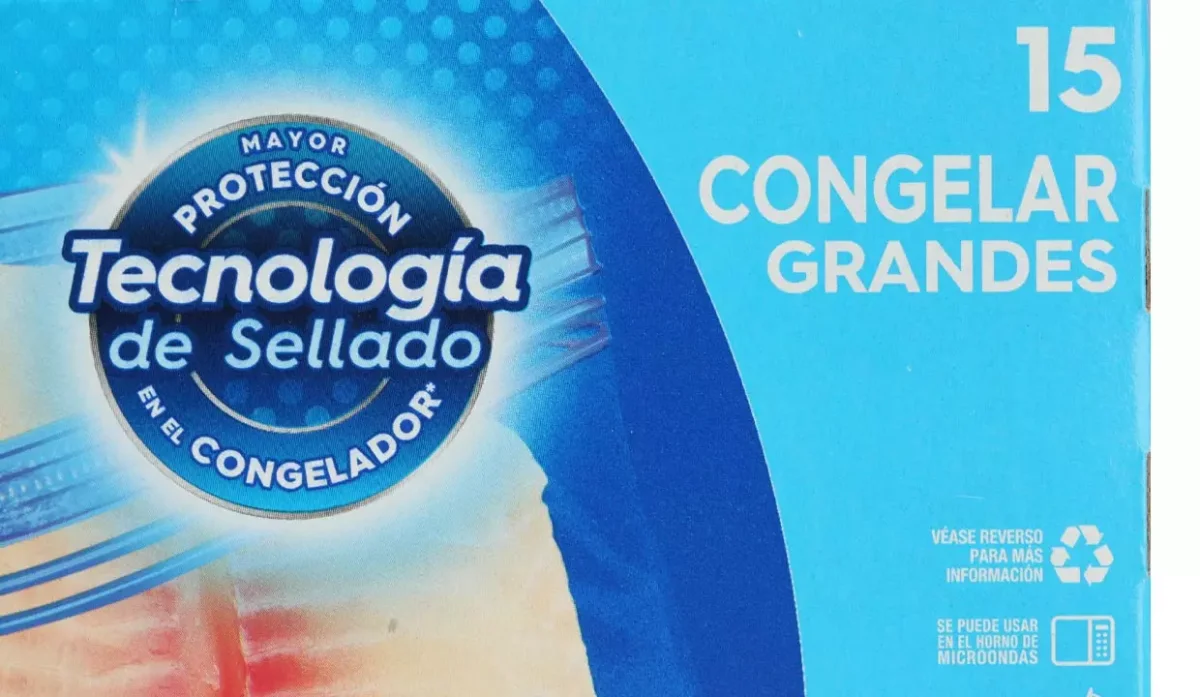 MAYOR
PROTECCIÓN
Tecnología
de Sellado
EN EL CONGELADOR*
15
CONGELAR
GRANDES
VÉASE REVERSO
PARA MÁS
INFORMACIÓN
SE PUEDE USAR
EN EL HORNO DE
MICROONDAS